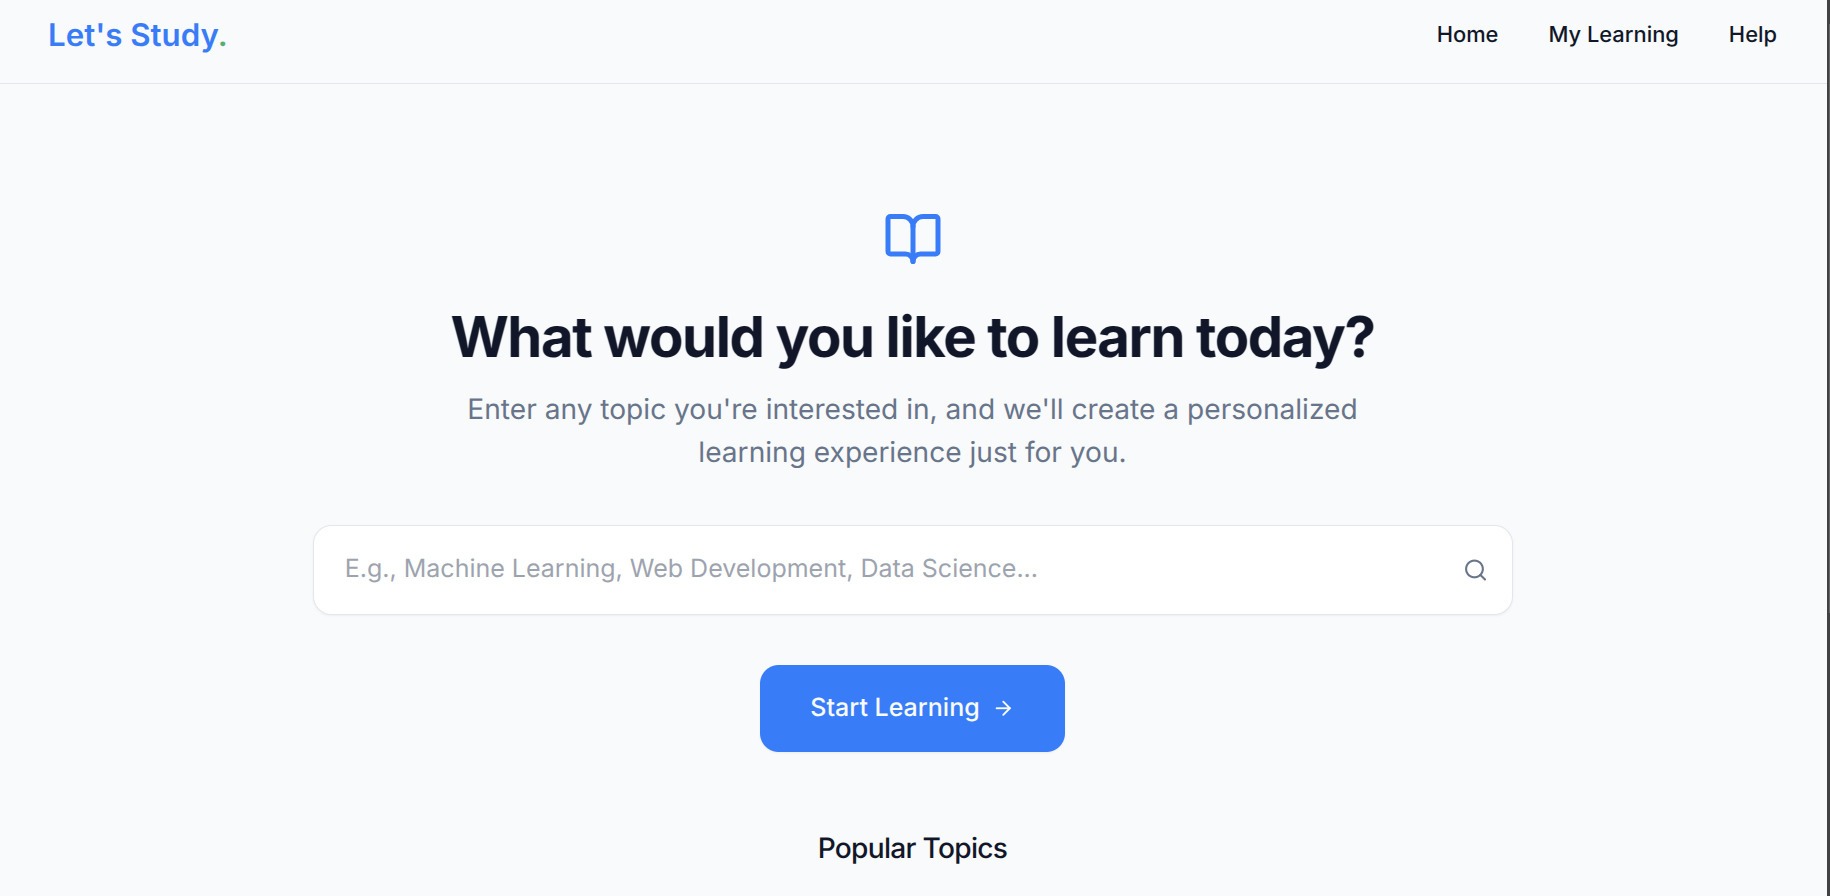 Let's Study.
Home
My Learning
Help
What would you like to learn today?
Enter any topic you're interested in, and we'll create a personalized
learning experience just for you.
E.g., Machine Learning, Web Development, Data Science...
Start Learning →
Popular Topics